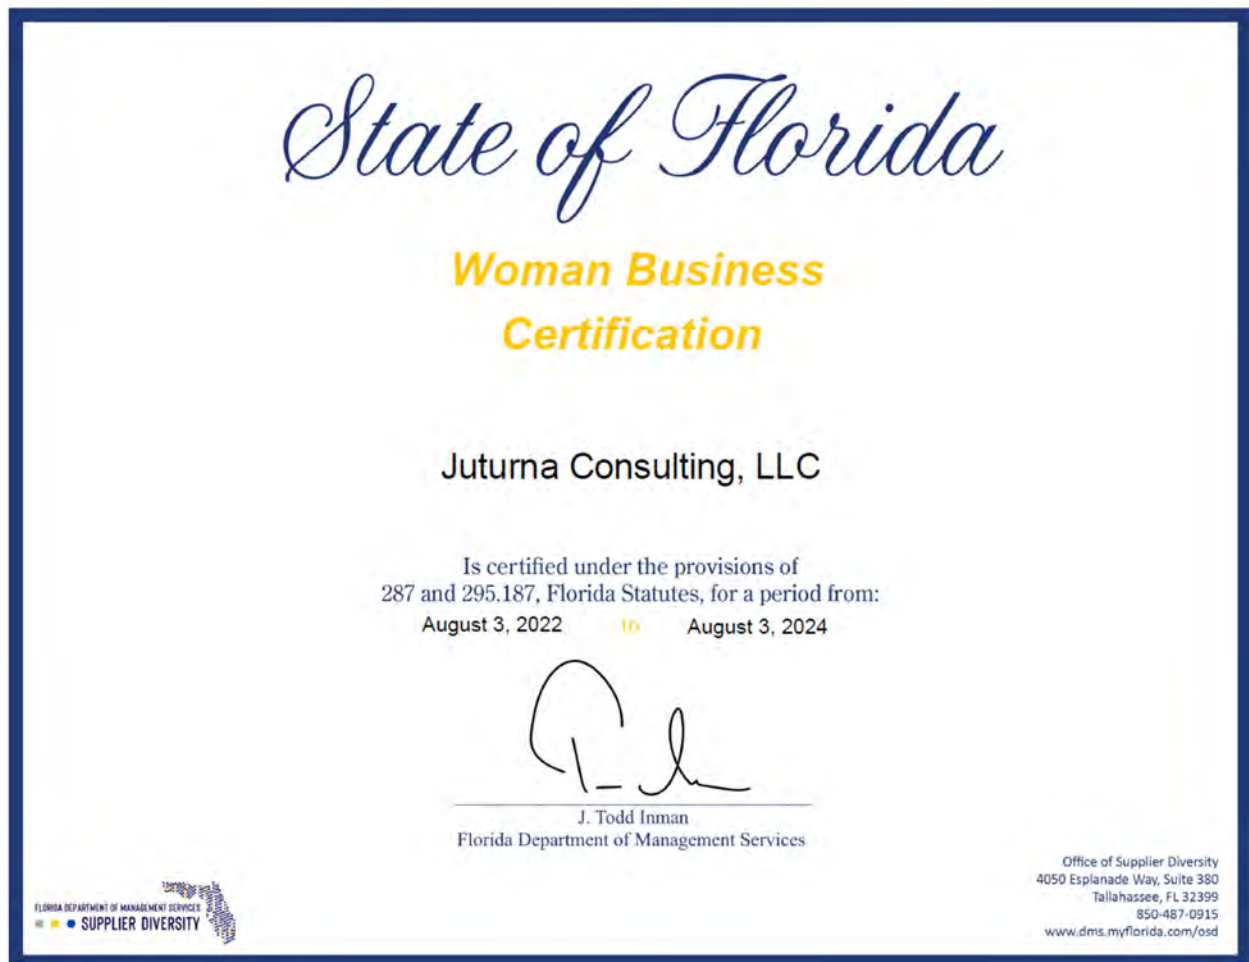 State of Florida
Woman Business
Certification
Juturna Consulting, LLC
Is certified under the provisions of
287 and 295.187, Florida Statutes, for a period from:
August 3, 2022 to August 3, 2024
J. Todd Inman
Florida Department of Management Services
FLORIDA DEPARTMENT OF MANAGEMENT SERVICES
SUPPLIER DIVERSITY
Office of Supplier Diversity
4050 Esplanade Way, Suite 380
Tallahassee, FL 32399
850-487-0915
www.dms.myflorida.com/osd